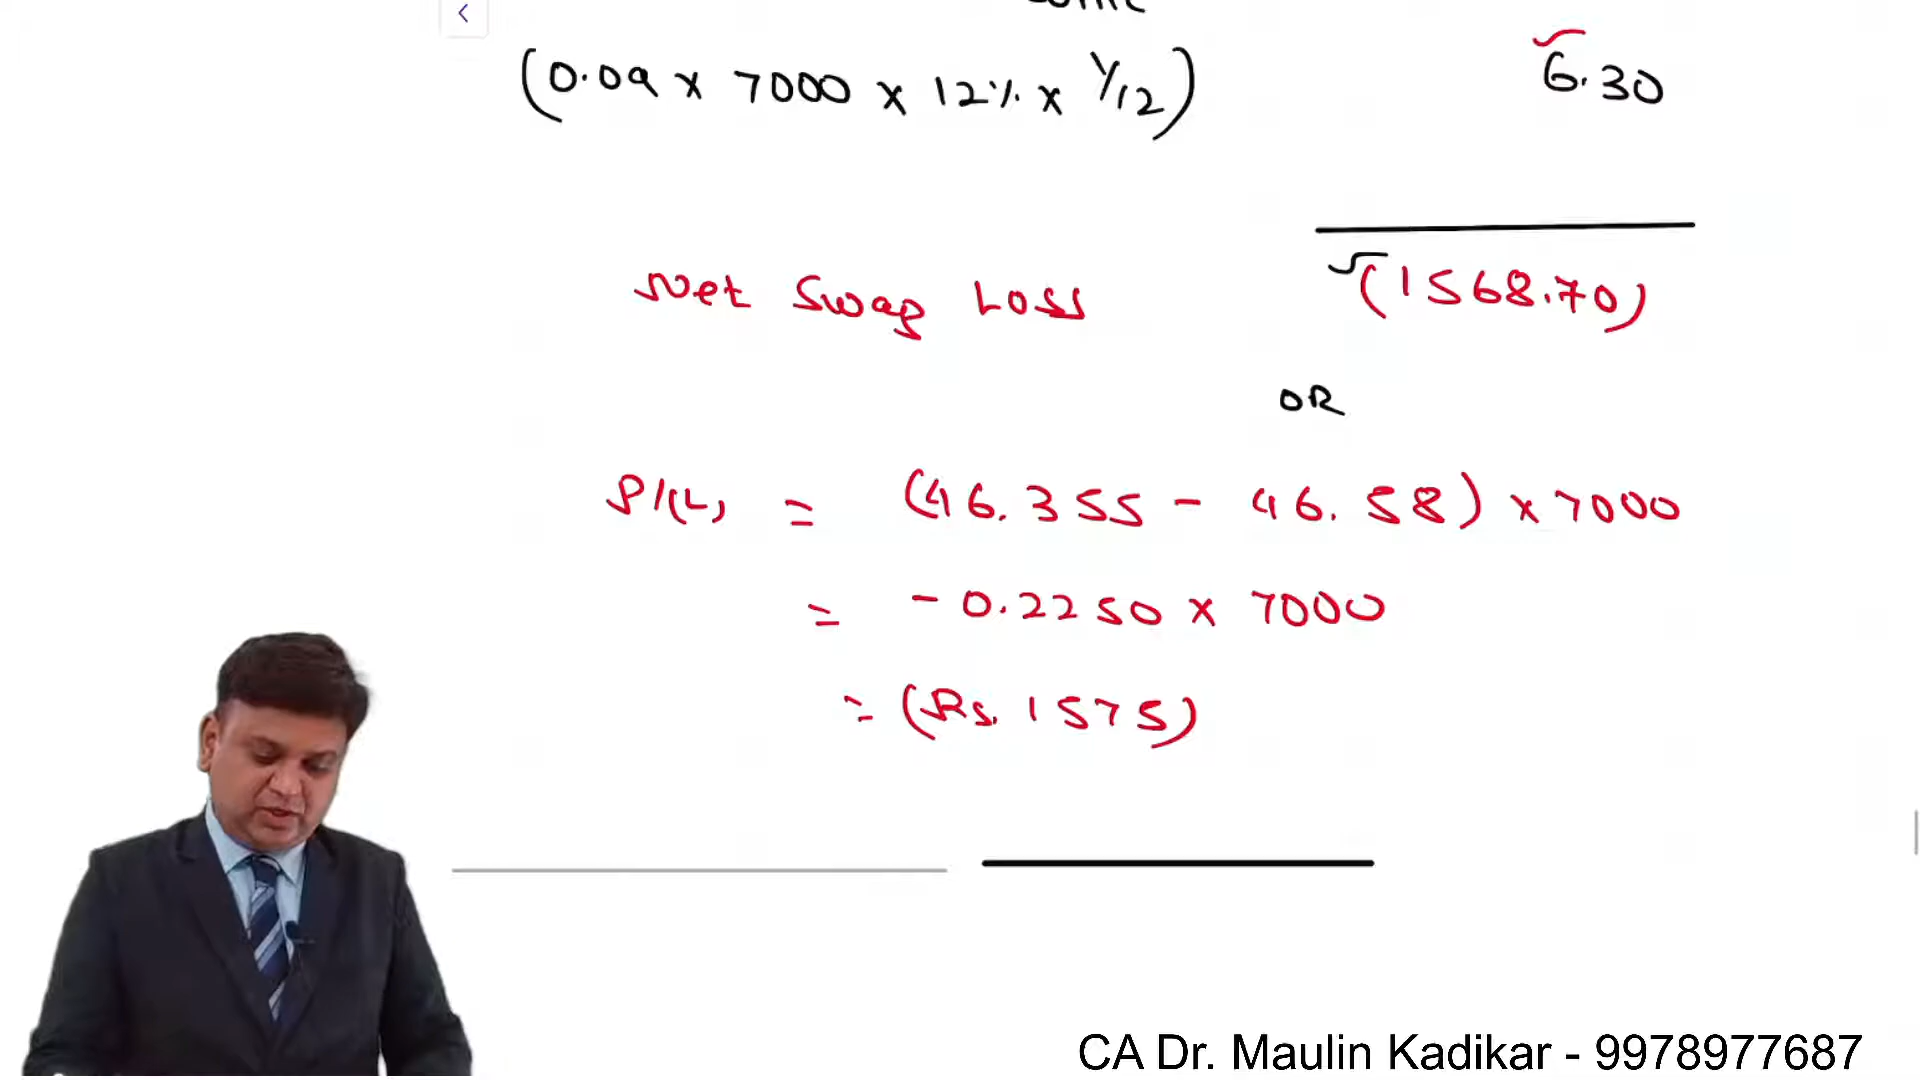 (0.09 x 7000 x 12% x 1/12) 6.30
Net Swap Loss (1568.70)
OR
P/(L) = (46.355 - 46.58) x 7000
= - 0.2250 x 7000
= (Rs. 1575)
CA Dr. Maulin Kadikar - 9978977687